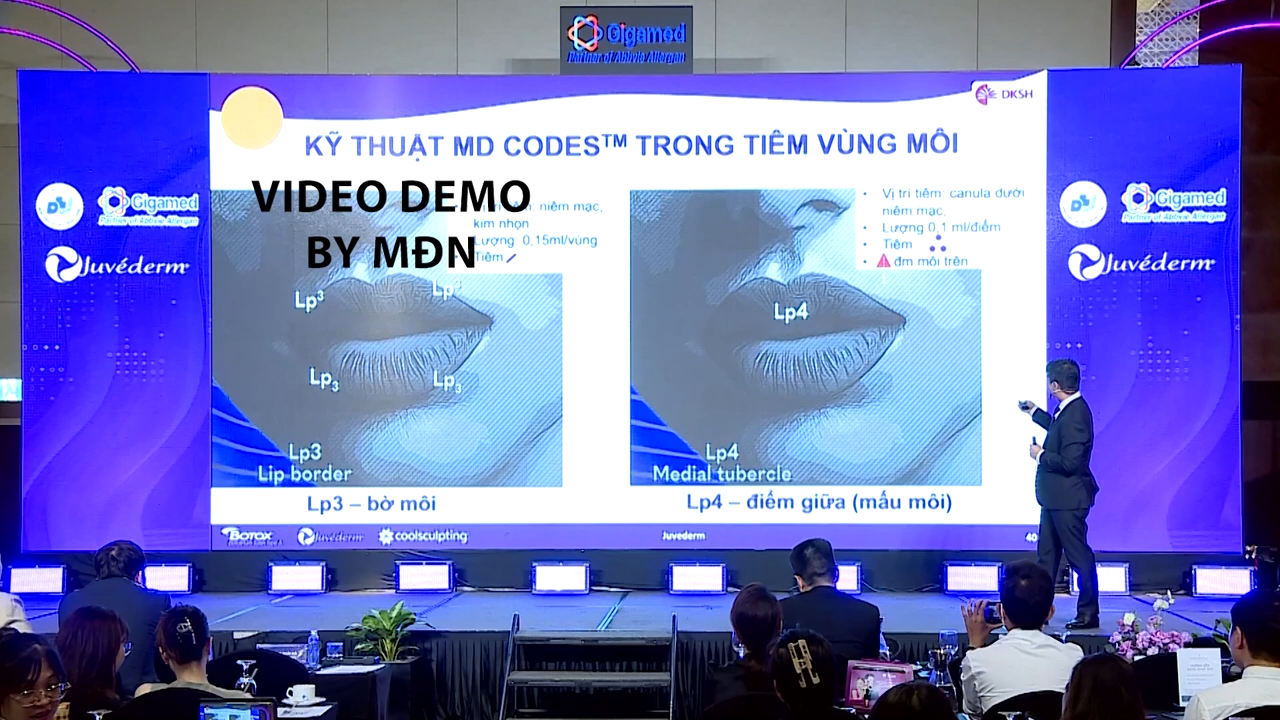 Gigamed
Partner of Abbvie Allergan
DKSH
KỸ THUẬT MD CODES™ TRONG TIÊM VÙNG MÔI
VIDEO DEMO
BY MĐN
niêm mạc,
kim nhọn
Lượng 0,15ml/vùng
Tiêm
• Vị trí tiêm: canula dưới
niêm mạc,
• Lượng 0,1 ml/điểm
• Tiêm
• đm môi trên
Gigamed
Partner of Abbvie Allergan
Juvéderm
Gigamed
Partner of Abbvie Allergan
Juvéderm
Lp³
Lp³
Lp₃
Lp₃
Lp3
Lip border
Lp4
Lp4
Medial tubercle
Lp3 – bờ môi
Lp4 – điểm giữa (mấu môi)
BOTOX
Juvéderm
coolsculpting
Juvederm
40